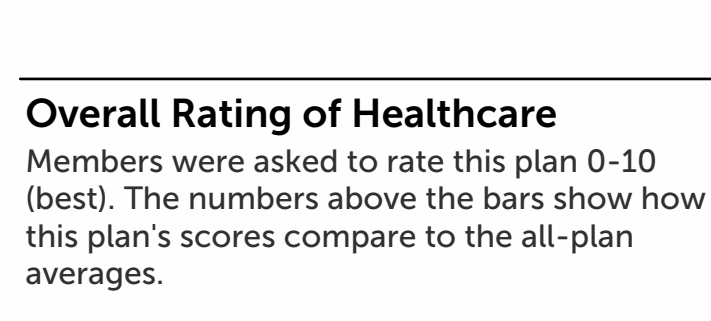 Overall Rating of Healthcare
Members were asked to rate this plan 0-10
(best). The numbers above the bars show how
this plan's scores compare to the all-plan
averages.